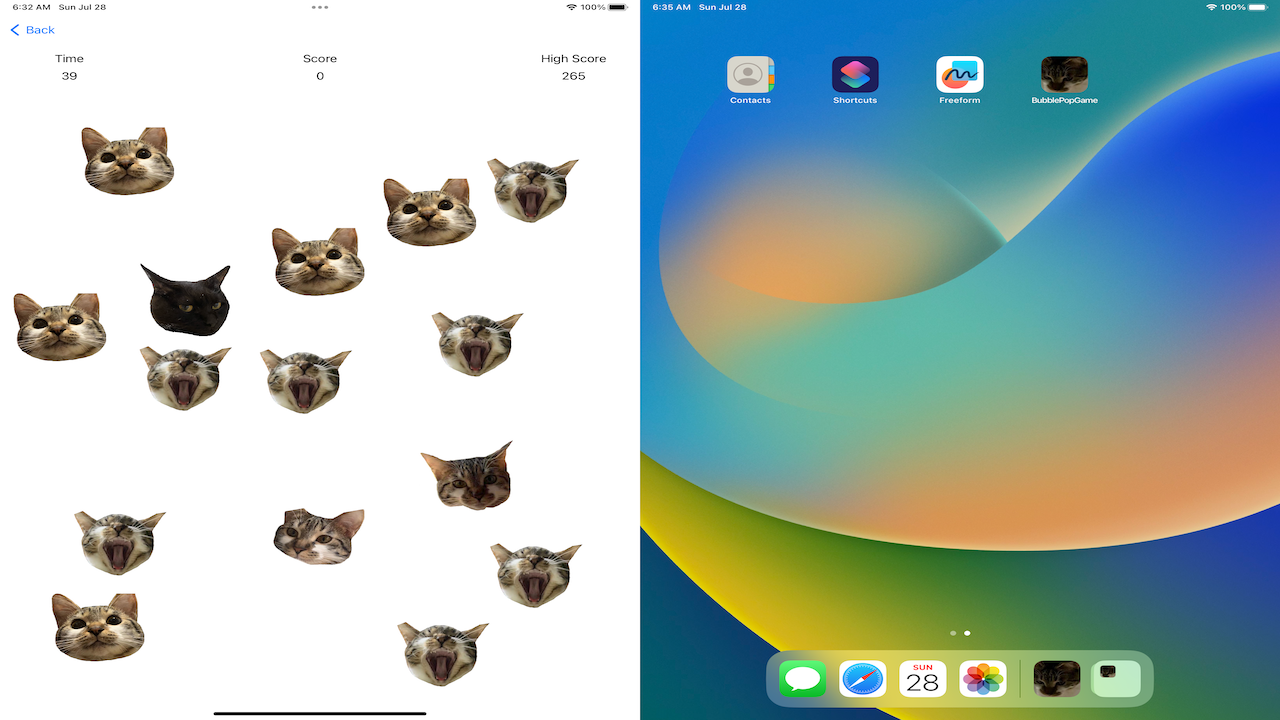 6:32 AM Sun Jul 28
100%
Back
Time
39
Score
0
High Score
265
6:35 AM Sun Jul 28
100%
Contacts
Shortcuts
Freeform
BubblePopGame
SUN
28